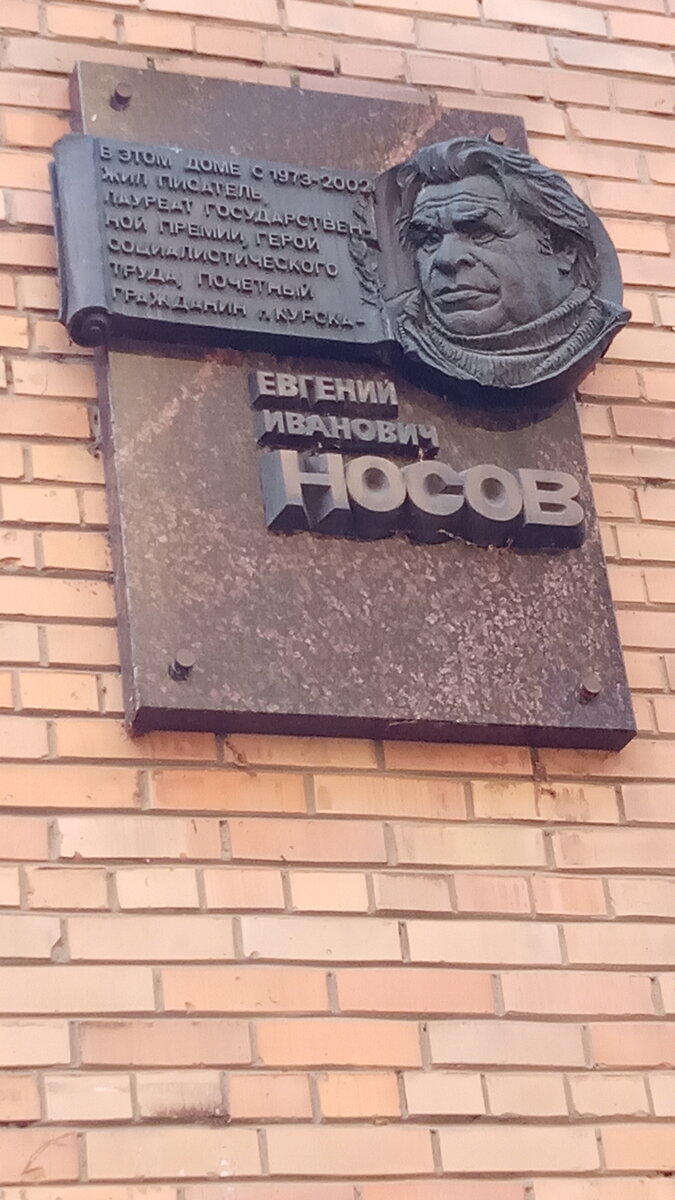 В ЭТОМ ДОМЕ С 1973-2002
ЖИЛ ПИСАТЕЛЬ,
ЛАУРЕАТ ГОСУДАРСТВЕН-
НОЙ ПРЕМИИ, ГЕРОЙ
СОЦИАЛИСТИЧЕСКОГО
ТРУДА, ПОЧЕТНЫЙ
ГРАЖДАНИН г. КУРСКА-
ЕВГЕНИЙ
ИВАНОВИЧ
НОСОВ